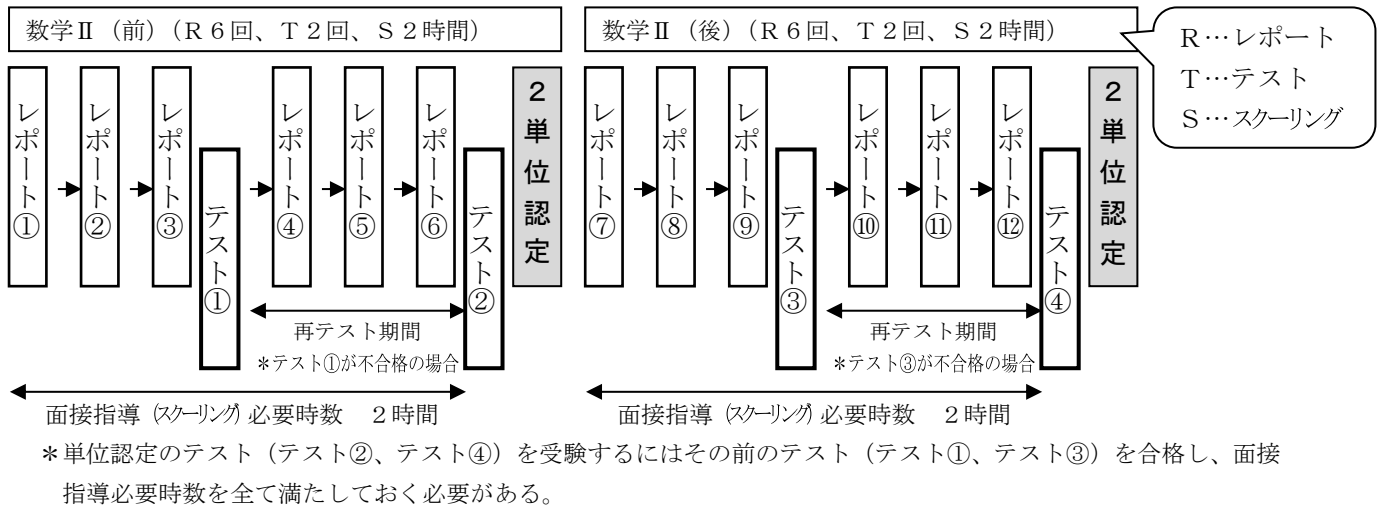 数学Ⅱ（前）（Ｒ６回、Ｔ２回、Ｓ２時間）
数学Ⅱ（後）（Ｒ６回、Ｔ２回、Ｓ２時間）
Ｒ…レポート
Ｔ…テスト
Ｓ…スクーリング
レポート①
レポート②
レポート③
テスト①
レポート④
レポート⑤
レポート⑥
テスト②
２単位認定
レポート⑦
レポート⑧
レポート⑨
テスト③
レポート⑩
レポート⑪
レポート⑫
テスト④
２単位認定
再テスト期間
＊テスト①が不合格の場合
再テスト期間
＊テスト③が不合格の場合
面接指導（スクーリング）必要時数　２時間
面接指導（スクーリング）必要時数　２時間
＊単位認定のテスト（テスト②、テスト④）を受験するにはその前のテスト（テスト①、テスト③）を合格し、面接
指導必要時数を全て満たしておく必要がある。